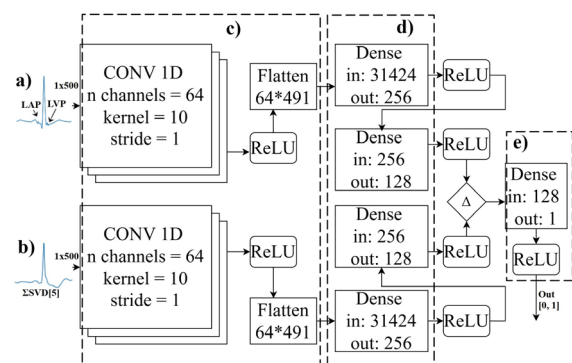 c)
d)
a)
1x500
LAP
LVP
CONV 1D
n channels = 64
kernel = 10
stride = 1
Flatten
64*491
ReLU
Dense
in: 31424
out: 256
ReLU
Dense
in: 256
out: 128
ReLU
Δ
e)
Dense
in: 128
out: 1
ReLU
Out
[0, 1]
b)
1x500
ΣSVD[5]
CONV 1D
n channels = 64
kernel = 10
stride = 1
ReLU
Flatten
64*491
Dense
in: 256
out: 128
ReLU
Dense
in: 31424
out: 256
ReLU